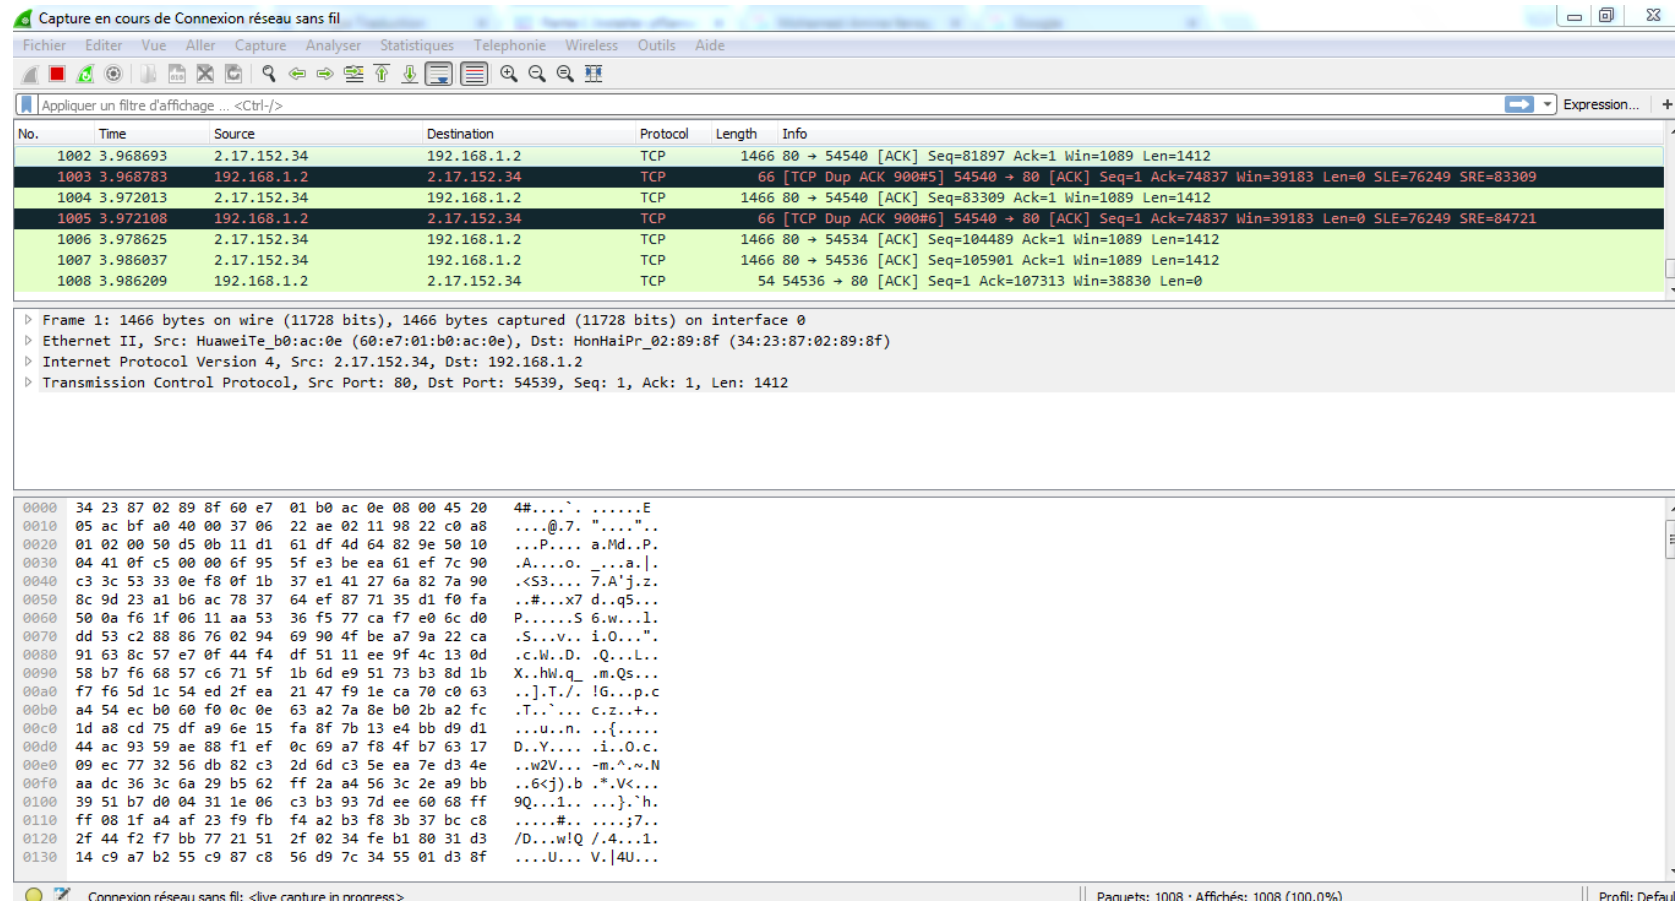 Capture en cours de Connexion réseau sans fil
Fichier Editer Vue Aller Capture Analyser Statistiques Telephonie Wireless Outils Aide
Appliquer un filtre d'affichage ... <Ctrl-/> Expression... +
No. Time Source Destination Protocol Length Info
1002 3.968693 2.17.152.34 192.168.1.2 TCP 1466 80 → 54540 [ACK] Seq=81897 Ack=1 Win=1089 Len=1412
1003 3.968783 192.168.1.2 2.17.152.34 TCP 66 [TCP Dup ACK 900#5] 54540 → 80 [ACK] Seq=1 Ack=74837 Win=39183 Len=0 SLE=76249 SRE=83309
1004 3.972013 2.17.152.34 192.168.1.2 TCP 1466 80 → 54540 [ACK] Seq=83309 Ack=1 Win=1089 Len=1412
1005 3.972108 192.168.1.2 2.17.152.34 TCP 66 [TCP Dup ACK 900#6] 54540 → 80 [ACK] Seq=1 Ack=74837 Win=39183 Len=0 SLE=76249 SRE=84721
1006 3.978625 2.17.152.34 192.168.1.2 TCP 1466 80 → 54534 [ACK] Seq=104489 Ack=1 Win=1089 Len=1412
1007 3.986037 2.17.152.34 192.168.1.2 TCP 1466 80 → 54536 [ACK] Seq=105901 Ack=1 Win=1089 Len=1412
1008 3.986209 192.168.1.2 2.17.152.34 TCP 54 54536 → 80 [ACK] Seq=1 Ack=107313 Win=38830 Len=0
Frame 1: 1466 bytes on wire (11728 bits), 1466 bytes captured (11728 bits) on interface 0
Ethernet II, Src: HuaweiTe_b0:ac:0e (60:e7:01:b0:ac:0e), Dst: HonHaiPr_02:89:8f (34:23:87:02:89:8f)
Internet Protocol Version 4, Src: 2.17.152.34, Dst: 192.168.1.2
Transmission Control Protocol, Src Port: 80, Dst Port: 54539, Seq: 1, Ack: 1, Len: 1412
0000 34 23 87 02 89 8f 60 e7 01 b0 ac 0e 08 00 45 20 4#....`. ......E
0010 05 ac bf a0 40 00 37 06 22 ae 02 11 98 22 c0 a8 ....@.7. "...."..
0020 01 02 00 50 d5 0b 11 d1 61 df 4d 64 82 9e 50 10 ...P.... a.Md..P.
0030 04 41 0f c5 00 00 6f 95 5f e3 be ea 61 ef 7c 90 .A....o. _...a.|.
0040 c3 3c 53 33 0e f8 0f 1b 37 e1 41 27 6a 82 7a 90 .<S3.... 7.A'j.z.
0050 8c 9d 23 a1 b6 ac 78 37 64 ef 87 71 35 d1 f0 fa ..#...x7 d..q5...
0060 50 0a f6 1f 06 11 aa 53 36 f5 77 ca f7 e0 6c d0 P......S 6.w...l.
0070 dd 53 c2 88 86 76 02 94 69 90 4f be a7 9a 22 ca .S...v.. i.O...".
0080 91 63 8c 57 e7 0f 44 f4 df 51 11 ee 9f 4c 13 0d .c.W..D. .Q...L..
0090 58 b7 f6 68 57 c6 71 5f 1b 6d e9 51 73 b3 8d 1b X..hW.q_ .m.Qs...
00a0 f7 f6 5d 1c 54 ed 2f ea 21 47 f9 1e ca 70 c0 63 ..].T./. !G...p.c
00b0 a4 54 ec b0 60 f0 0c 0e 63 a2 7a 8e b0 2b a2 fc .T..`... c.z..+..
00c0 1d a8 cd 75 df a9 6e 15 fa 8f 7b 13 e4 bb d9 d1 ...u..n. ..{.....
00d0 44 ac 93 59 ae 88 f1 ef 0c 69 a7 f8 4f b7 63 17 D..Y.... .i..O.c.
00e0 09 ec 77 32 56 db 82 c3 2d 6d c3 5e ea 7e d3 4e ..w2V... -m.^.~.N
00f0 aa dc 36 3c 6a 29 b5 62 ff 2a a4 56 3c 2e a9 bb ..6<j).b .*.V<...
0100 39 51 b7 d0 04 31 1e 06 c3 b3 93 7d ee 60 68 ff 9Q...1.. ...}.`h.
0110 ff 08 1f a4 af 23 f9 fb f4 a2 b3 f8 3b 37 bc c8 .....#.. ....;7..
0120 2f 44 f2 f7 bb 77 21 51 2f 02 34 fe b1 80 31 d3 /D...w!Q /.4...1.
0130 14 c9 a7 b2 55 c9 87 c8 56 d9 7c 34 55 01 d3 8f ....U... V.|4U...
Connexion réseau sans fil: <live capture in progress> Paquets: 1008 · Affichés: 1008 (100.0%) Profil: Defaul